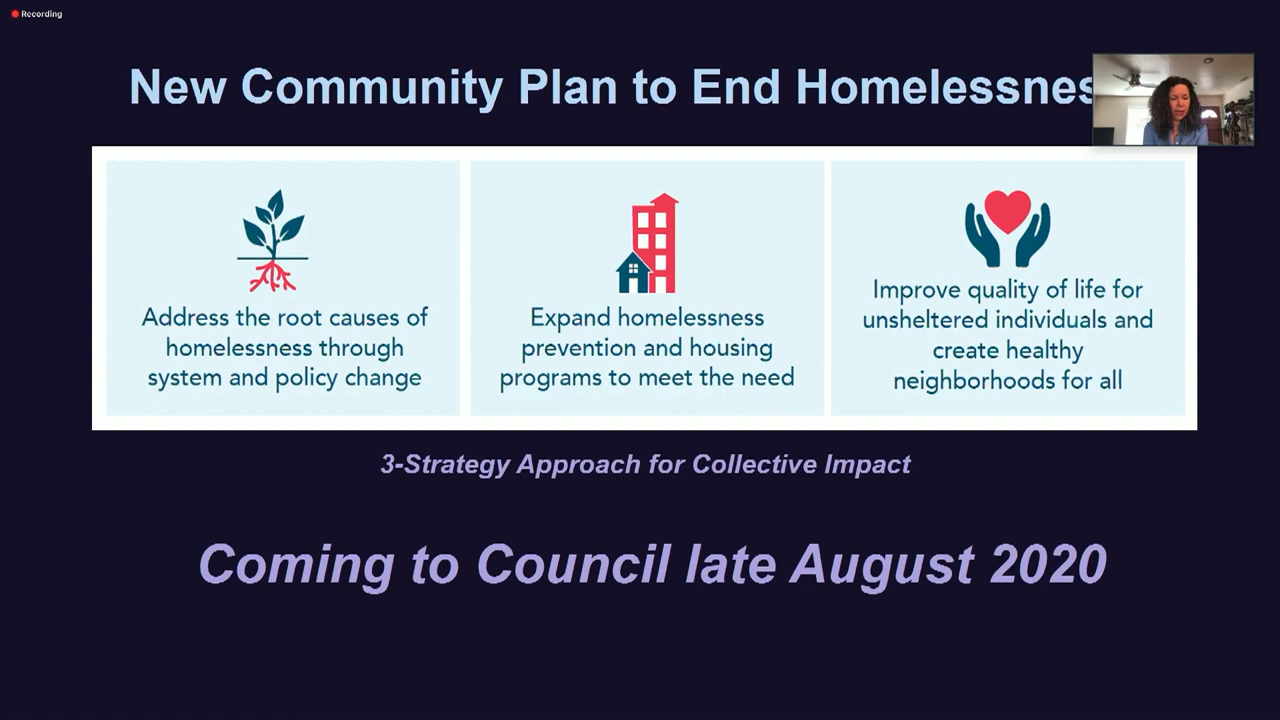 Recording
New Community Plan to End Homelessnes
Address the root causes of
homelessness through
system and policy change
Expand homelessness
prevention and housing
programs to meet the need
Improve quality of life for
unsheltered individuals and
create healthy
neighborhoods for all
3-Strategy Approach for Collective Impact
Coming to Council late August 2020